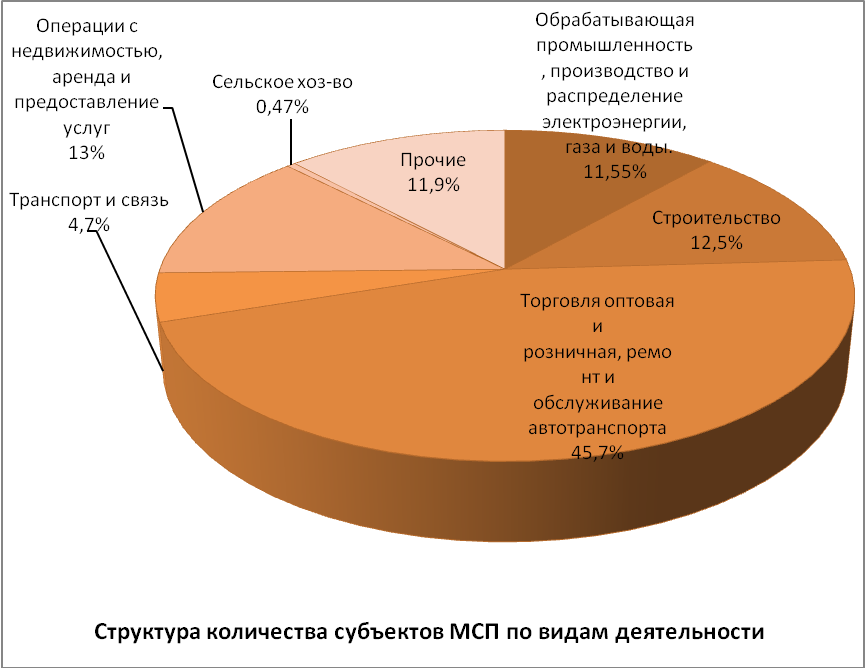 Операции с
недвижимостью,
аренда и
предоставление
услуг
13%
Сельское хоз-во
0,47%
Прочие
11,9%
Обрабатывающая
промышленность
, производство и
распределение
электроэнергии,
газа и воды.
11,55%
Транспорт и связь
4,7%
Строительство
12,5%
Торговля оптовая
и
розничная, ремо
нт и
обслуживание
автотранспорта
45,7%
Структура количества субъектов МСП по видам деятельности